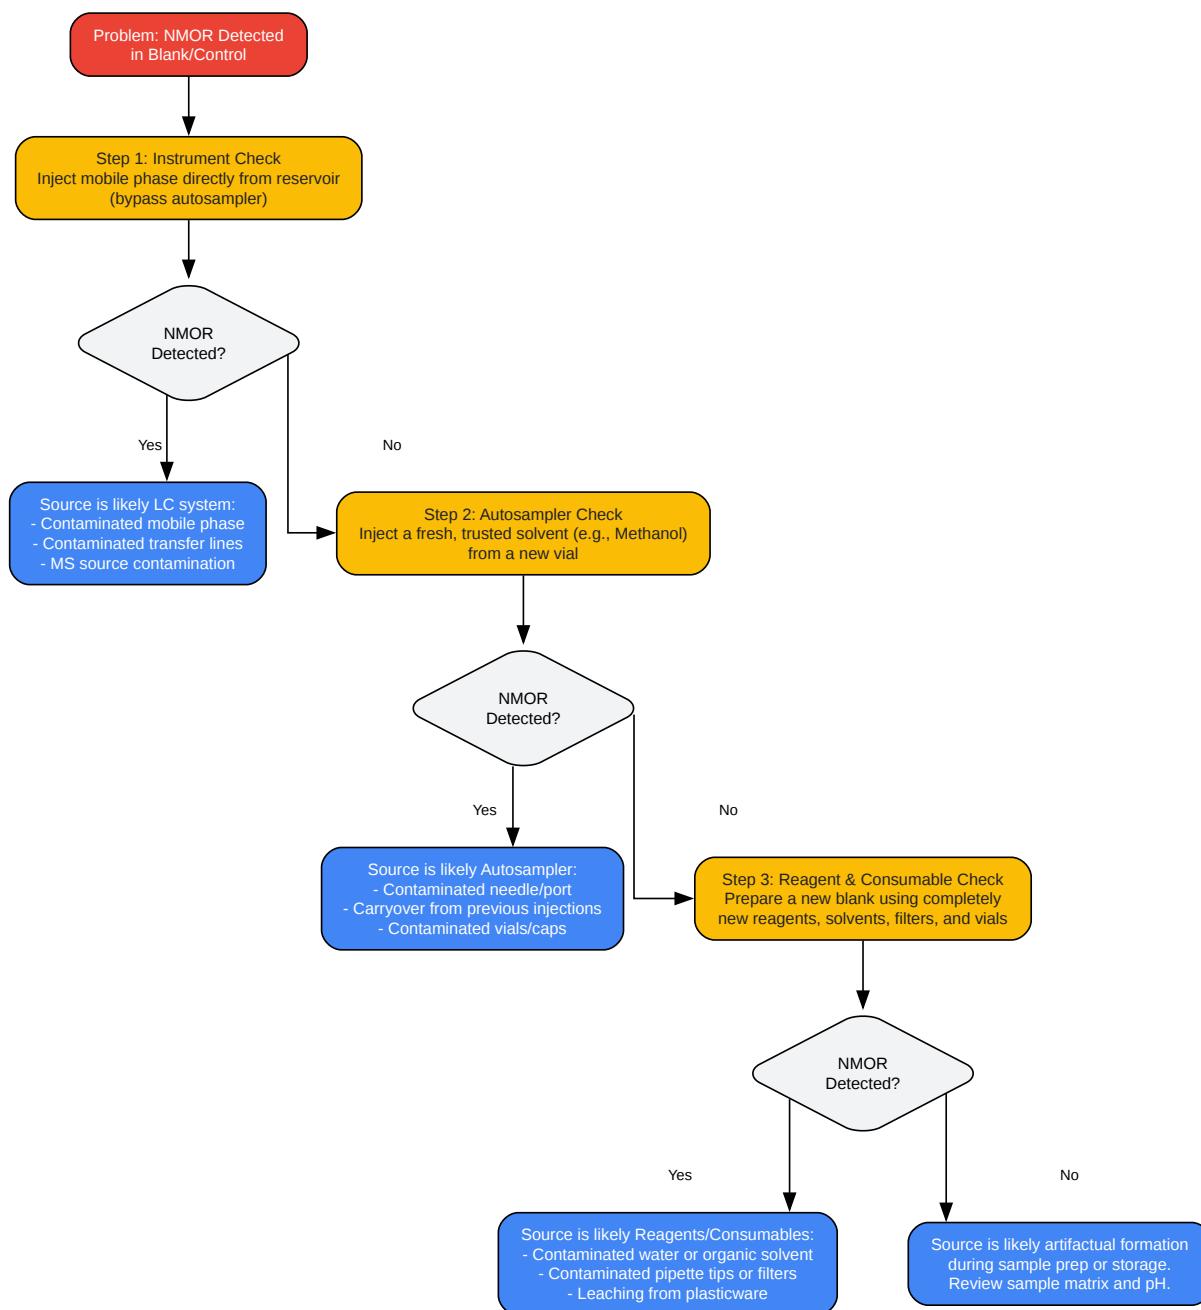 Problem: NMOR Detected
in Blank/Control
Step 1: Instrument Check
Inject mobile phase directly from reservoir
(bypass autosampler)
NMOR
Detected?
Yes
No
Source is likely LC system:
- Contaminated mobile phase
- Contaminated transfer lines
- MS source contamination
Step 2: Autosampler Check
Inject a fresh, trusted solvent (e.g., Methanol)
from a new vial
NMOR
Detected?
Yes
No
Source is likely Autosampler:
- Contaminated needle/port
- Carryover from previous injections
- Contaminated vials/caps
Step 3: Reagent & Consumable Check
Prepare a new blank using completely
new reagents, solvents, filters, and vials
NMOR
Detected?
Yes
No
Source is likely Reagents/Consumables:
- Contaminated water or organic solvent
- Contaminated pipette tips or filters
- Leaching from plasticware
Source is likely artifactual formation
during sample prep or storage.
Review sample matrix and pH.